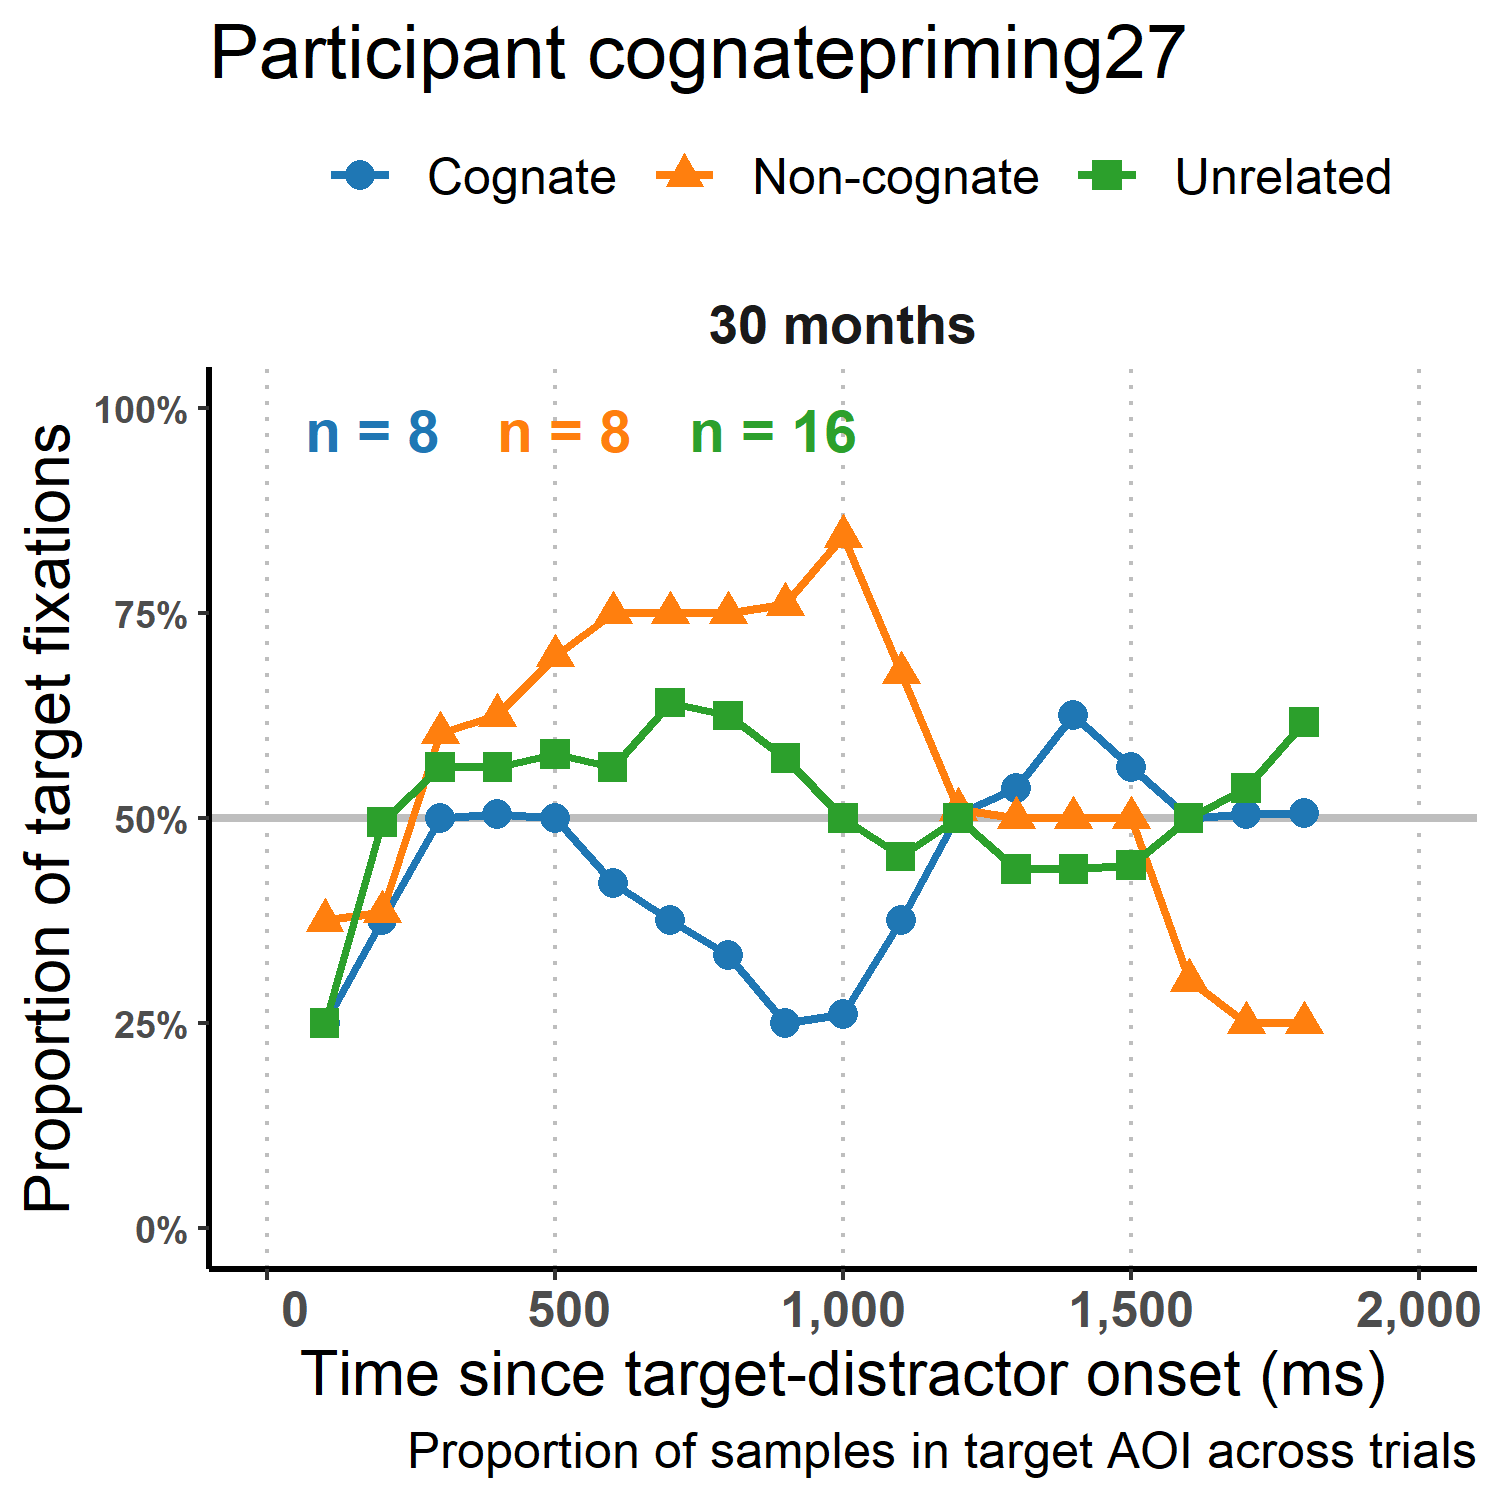 Participant cognatepriming27
Cognate Non-cognate Unrelated
30 months
n = 8 n = 8 n = 16
100%
75%
50%
25%
0%
Proportion of target fixations
0 500 1,000 1,500 2,000
Time since target-distractor onset (ms)
Proportion of samples in target AOI across trials